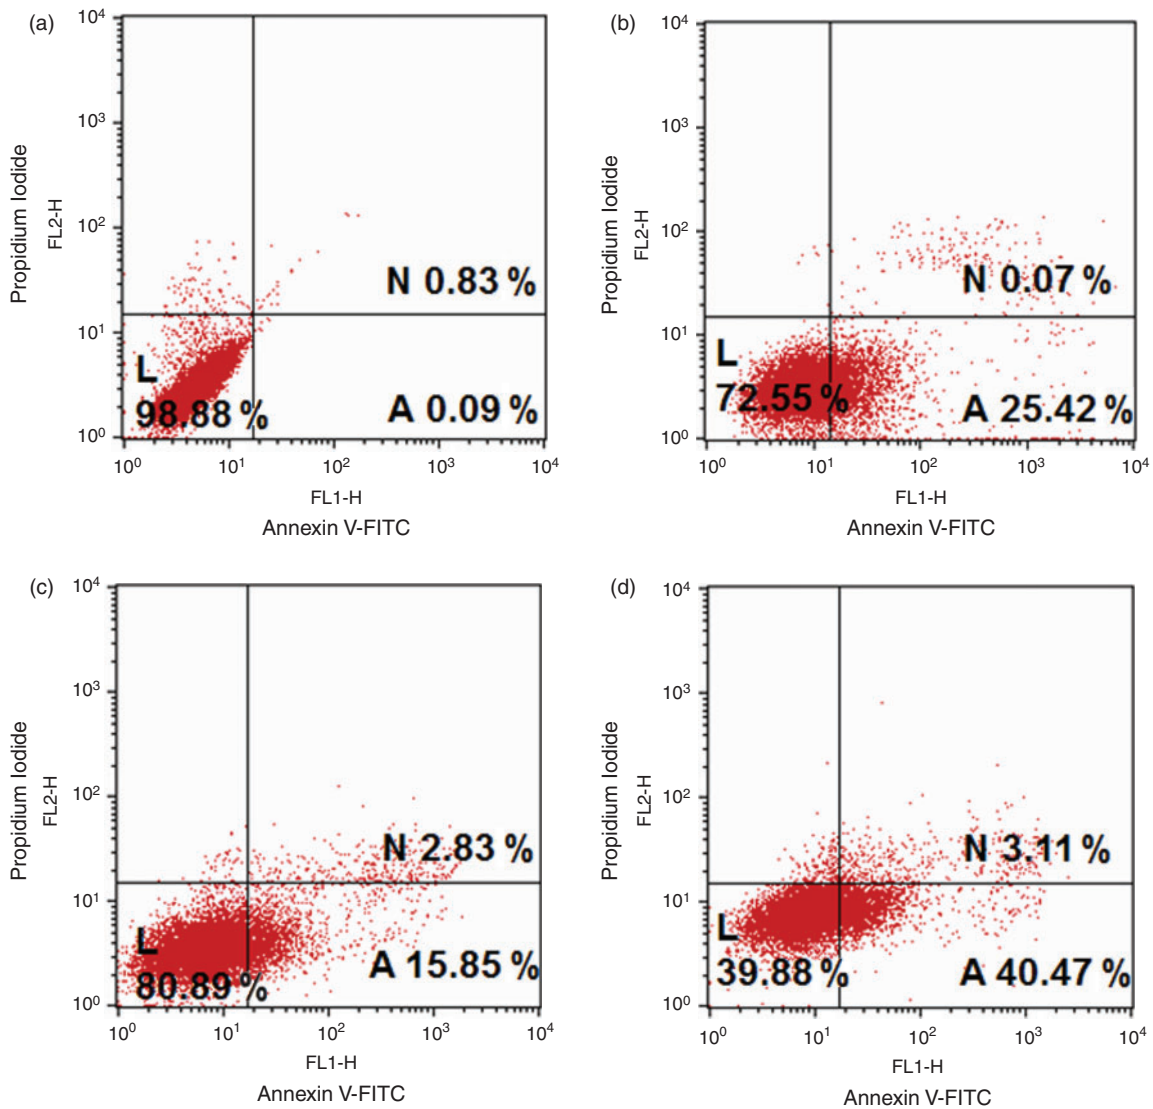 (a)
10⁴
10³
10²
10¹
10⁰
Propidium Iodide
FL2-H
N 0.83 %
L
98.88 %
A 0.09 %
10⁰ 10¹ 10² 10³ 10⁴
FL1-H
Annexin V-FITC
(b)
10⁴
10³
10²
10¹
10⁰
Propidium Iodide
FL2-H
N 0.07 %
L
72.55 %
A 25.42 %
10⁰ 10¹ 10² 10³ 10⁴
FL1-H
Annexin V-FITC
(c)
10⁴
10³
10²
10¹
10⁰
Propidium Iodide
FL2-H
N 2.83 %
L
80.89 %
A 15.85 %
10⁰ 10¹ 10² 10³ 10⁴
FL1-H
Annexin V-FITC
(d)
10⁴
10³
10²
10¹
10⁰
Propidium Iodide
FL2-H
N 3.11 %
L
39.88 %
A 40.47 %
10⁰ 10¹ 10² 10³ 10⁴
FL1-H
Annexin V-FITC